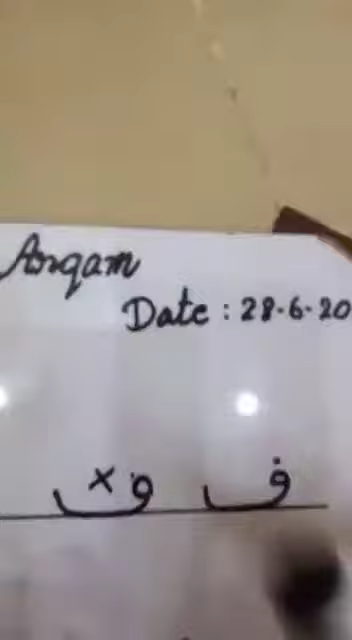 Arqam
Date : 28.6.20
ف ف ×